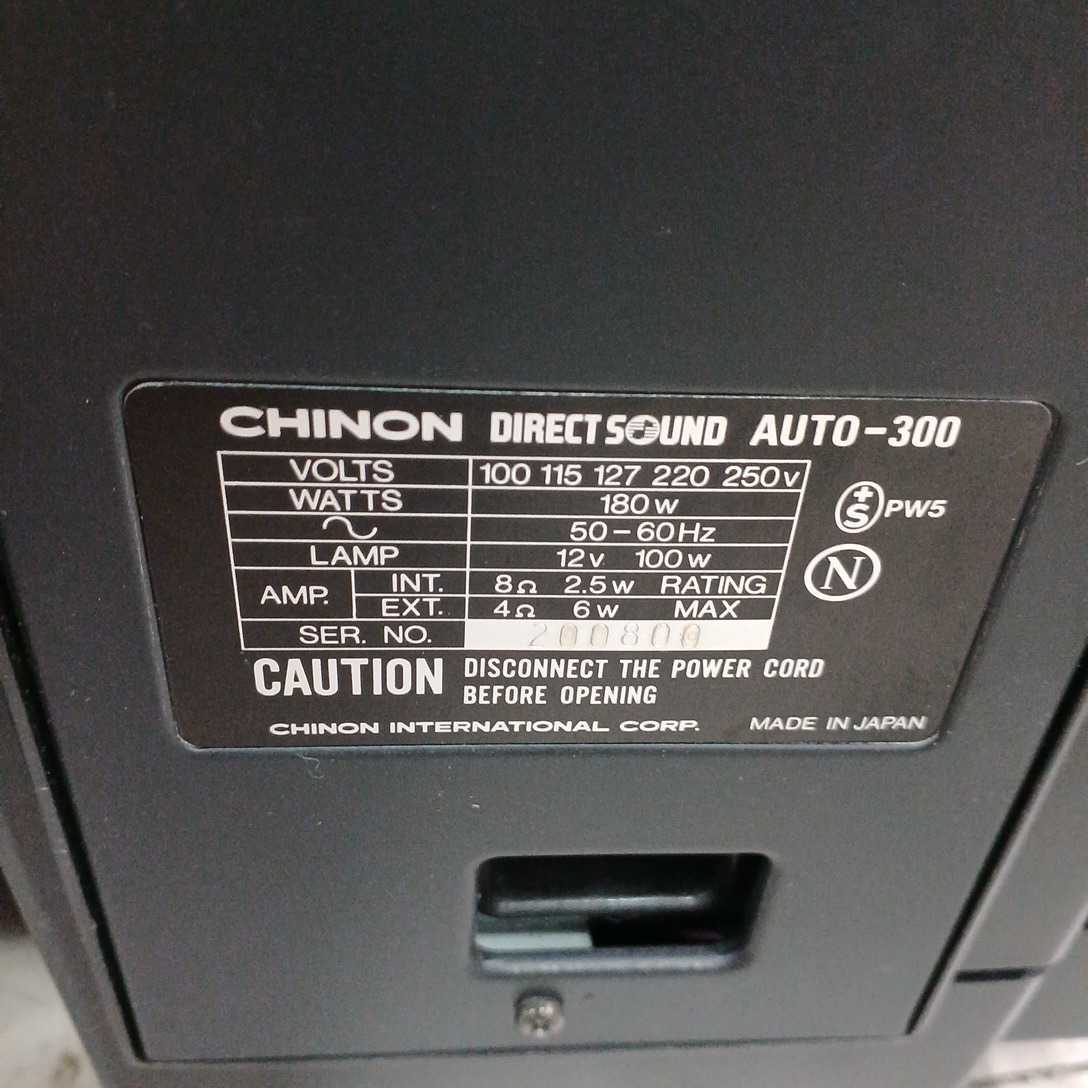 CHINON DIRECT SOUND AUTO-300
VOLTS 100 115 127 220 250V
WATTS 180W
50-60Hz
LAMP 12V 100W
AMP. INT. 8Ω 2.5W RATING
EXT. 4Ω 6W MAX
SER. NO. 200800
+S PW5
N
CAUTION DISCONNECT THE POWER CORD
BEFORE OPENING
CHINON INTERNATIONAL CORP. MADE IN JAPAN